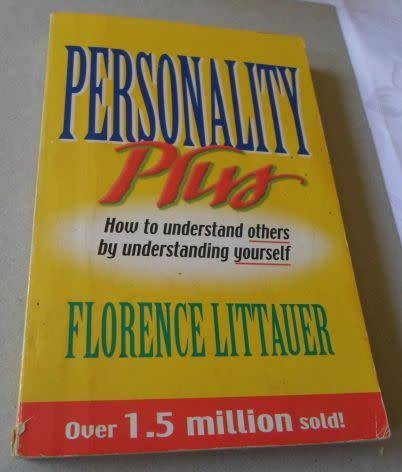 PERSONALITY
Plus
How to understand others
by understanding yourself
FLORENCE LITTAUER
Over 1.5 million sold!